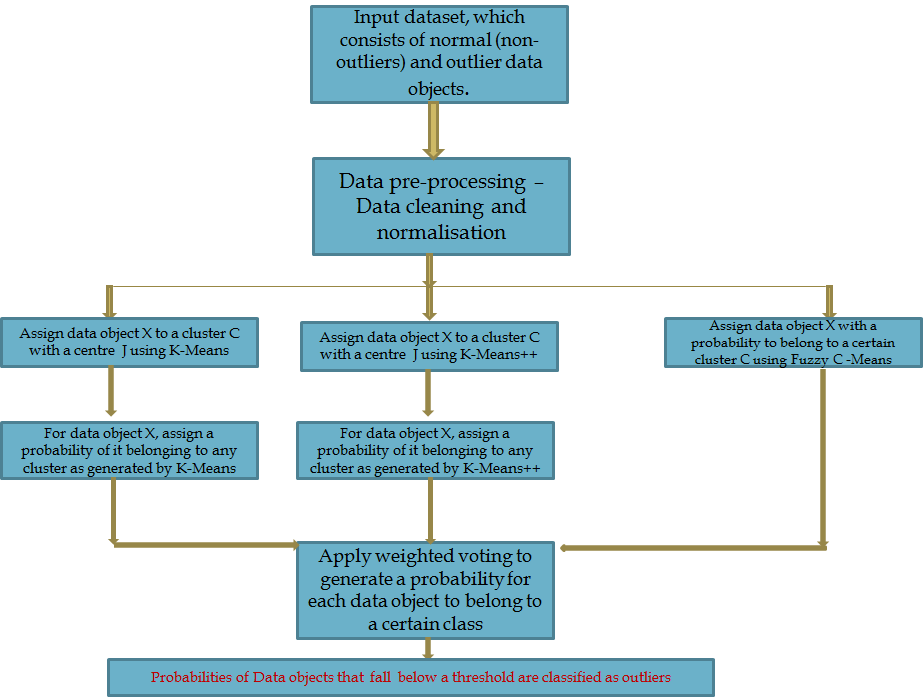 Input dataset, which
consists of normal (non-
outliers) and outlier data
objects.
Data pre-processing –
Data cleaning and
normalisation
Assign data object X to a cluster C
with a centre J using K-Means
Assign data object X to a cluster C
with a centre J using K-Means++
Assign data object X with a
probability to belong to a certain
cluster C using Fuzzy C -Means
For data object X, assign a
probability of it belonging to any
cluster as generated by K-Means
For data object X, assign a
probability of it belonging to any
cluster as generated by K-Means++
Apply weighted voting to
generate a probability for
each data object to belong to
a certain class
Probabilities of Data objects that fall below a threshold are classified as outliers